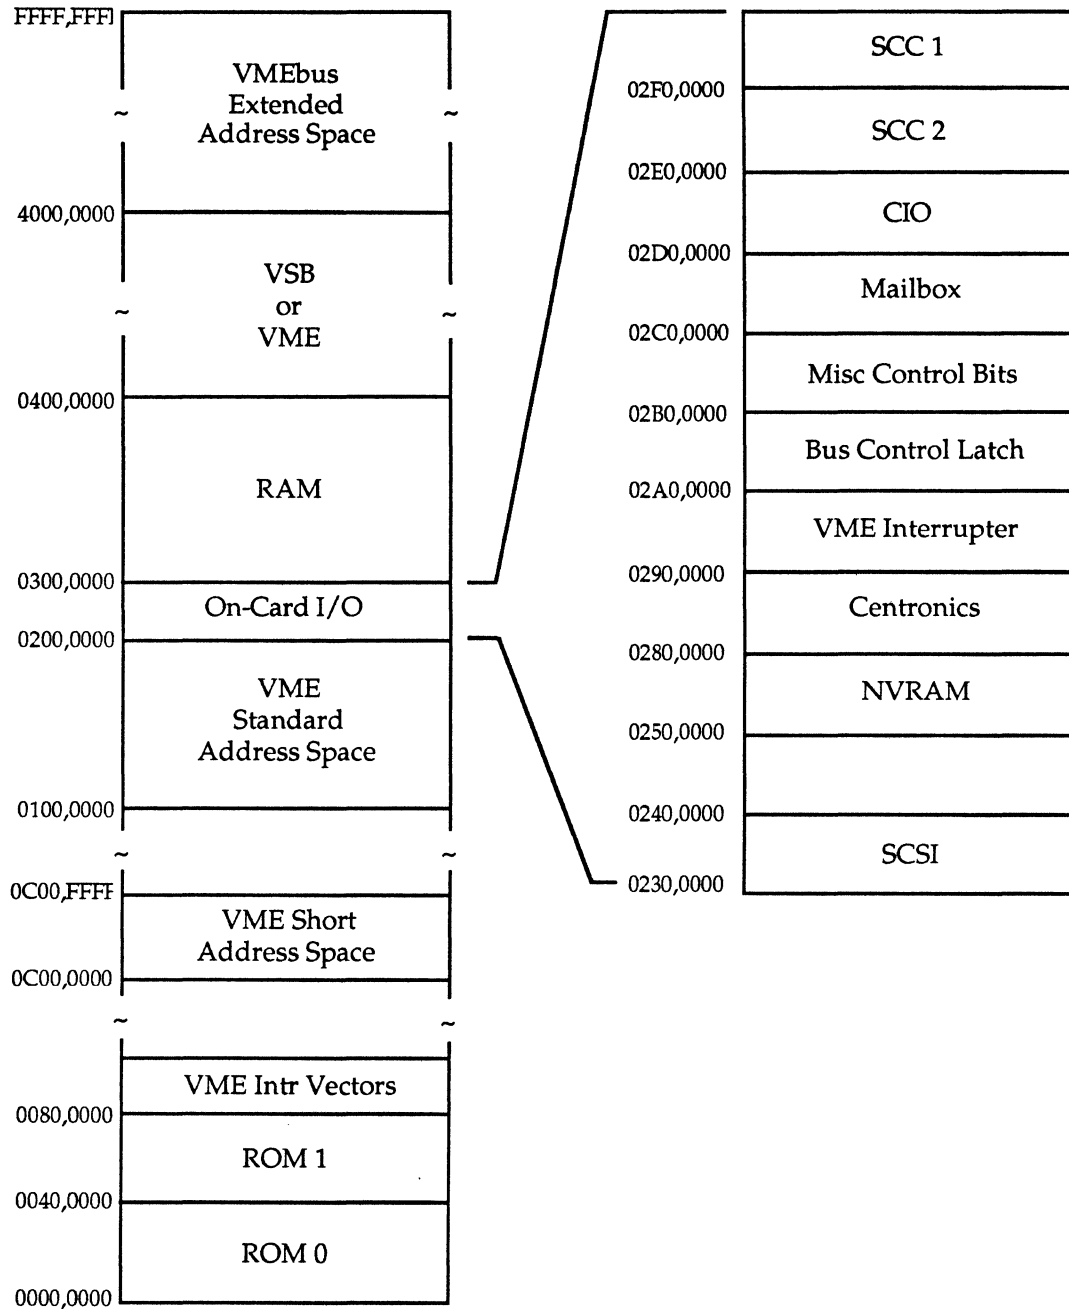 FFFF,FFFF
VMEbus
Extended
Address Space
~ ~
4000,0000
VSB
or
VME
~ ~
0400,0000
RAM
0300,0000
On-Card I/O
0200,0000
VME
Standard
Address Space
0100,0000
~ ~
0C00,FFFF
VME Short
Address Space
0C00,0000
~ ~
VME Intr Vectors
0080,0000
ROM 1
0040,0000
ROM 0
0000,0000
SCC 1
02F0,0000
SCC 2
02E0,0000
CIO
02D0,0000
Mailbox
02C0,0000
Misc Control Bits
02B0,0000
Bus Control Latch
02A0,0000
VME Interrupter
0290,0000
Centronics
0280,0000
NVRAM
0250,0000
0240,0000
SCSI
0230,0000